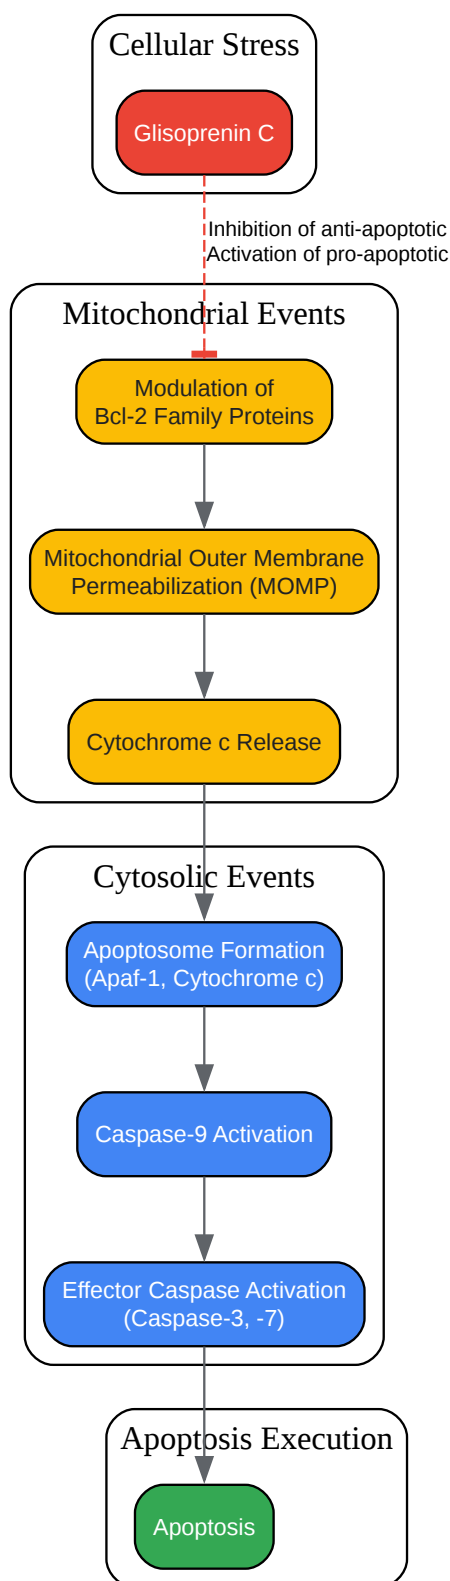 Cellular Stress
Glisoprenin C
Inhibition of anti-apoptotic
Activation of pro-apoptotic
Mitochondrial Events
Modulation of
Bcl-2 Family Proteins
Mitochondrial Outer Membrane
Permeabilization (MOMP)
Cytochrome c Release
Cytosolic Events
Apoptosome Formation
(Apaf-1, Cytochrome c)
Caspase-9 Activation
Effector Caspase Activation
(Caspase-3, -7)
Apoptosis Execution
Apoptosis